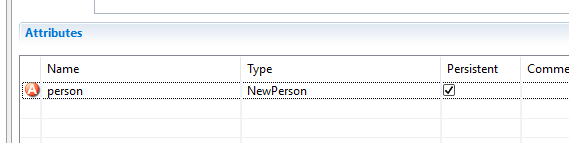 Attributes
Name Type Persistent Comme
A person NewPerson